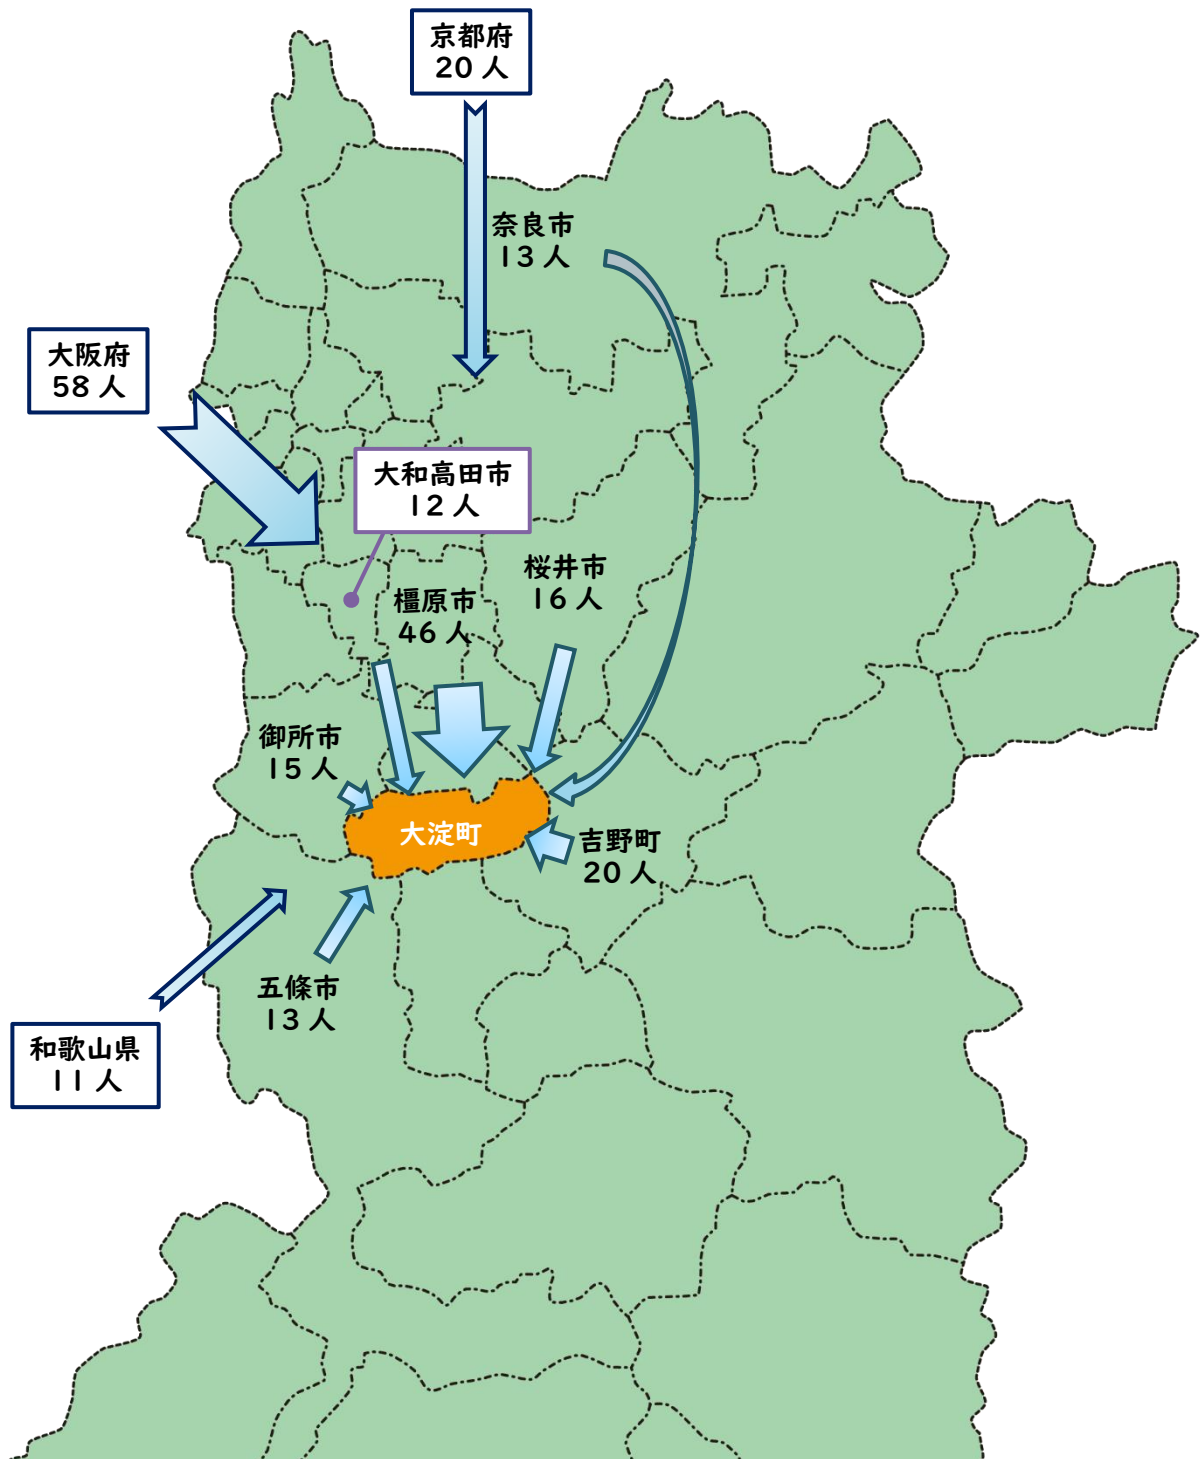 京都府
20人
奈良市
13人
大阪府
58人
大和高田市
12人
桜井市
16人
橿原市
46人
御所市
15人
大淀町
吉野町
20人
五條市
13人
和歌山県
11人